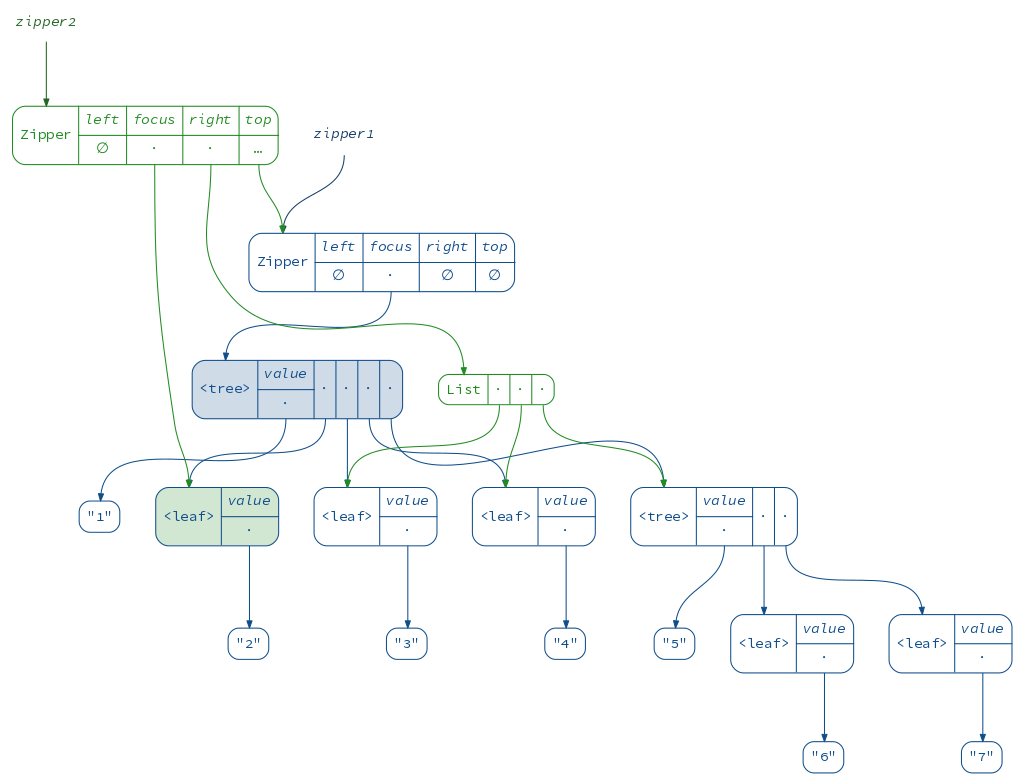 zipper2
Zipper left focus right top
∅ · · …
zipper1
Zipper left focus right top
∅ · ∅ ∅
<tree> value · · · ·
·
List · · ·
"1"
<leaf> value
·
<leaf> value
·
<leaf> value
·
<tree> value · ·
·
"2"
"3"
"4"
"5"
<leaf> value
·
<leaf> value
·
"6"
"7"